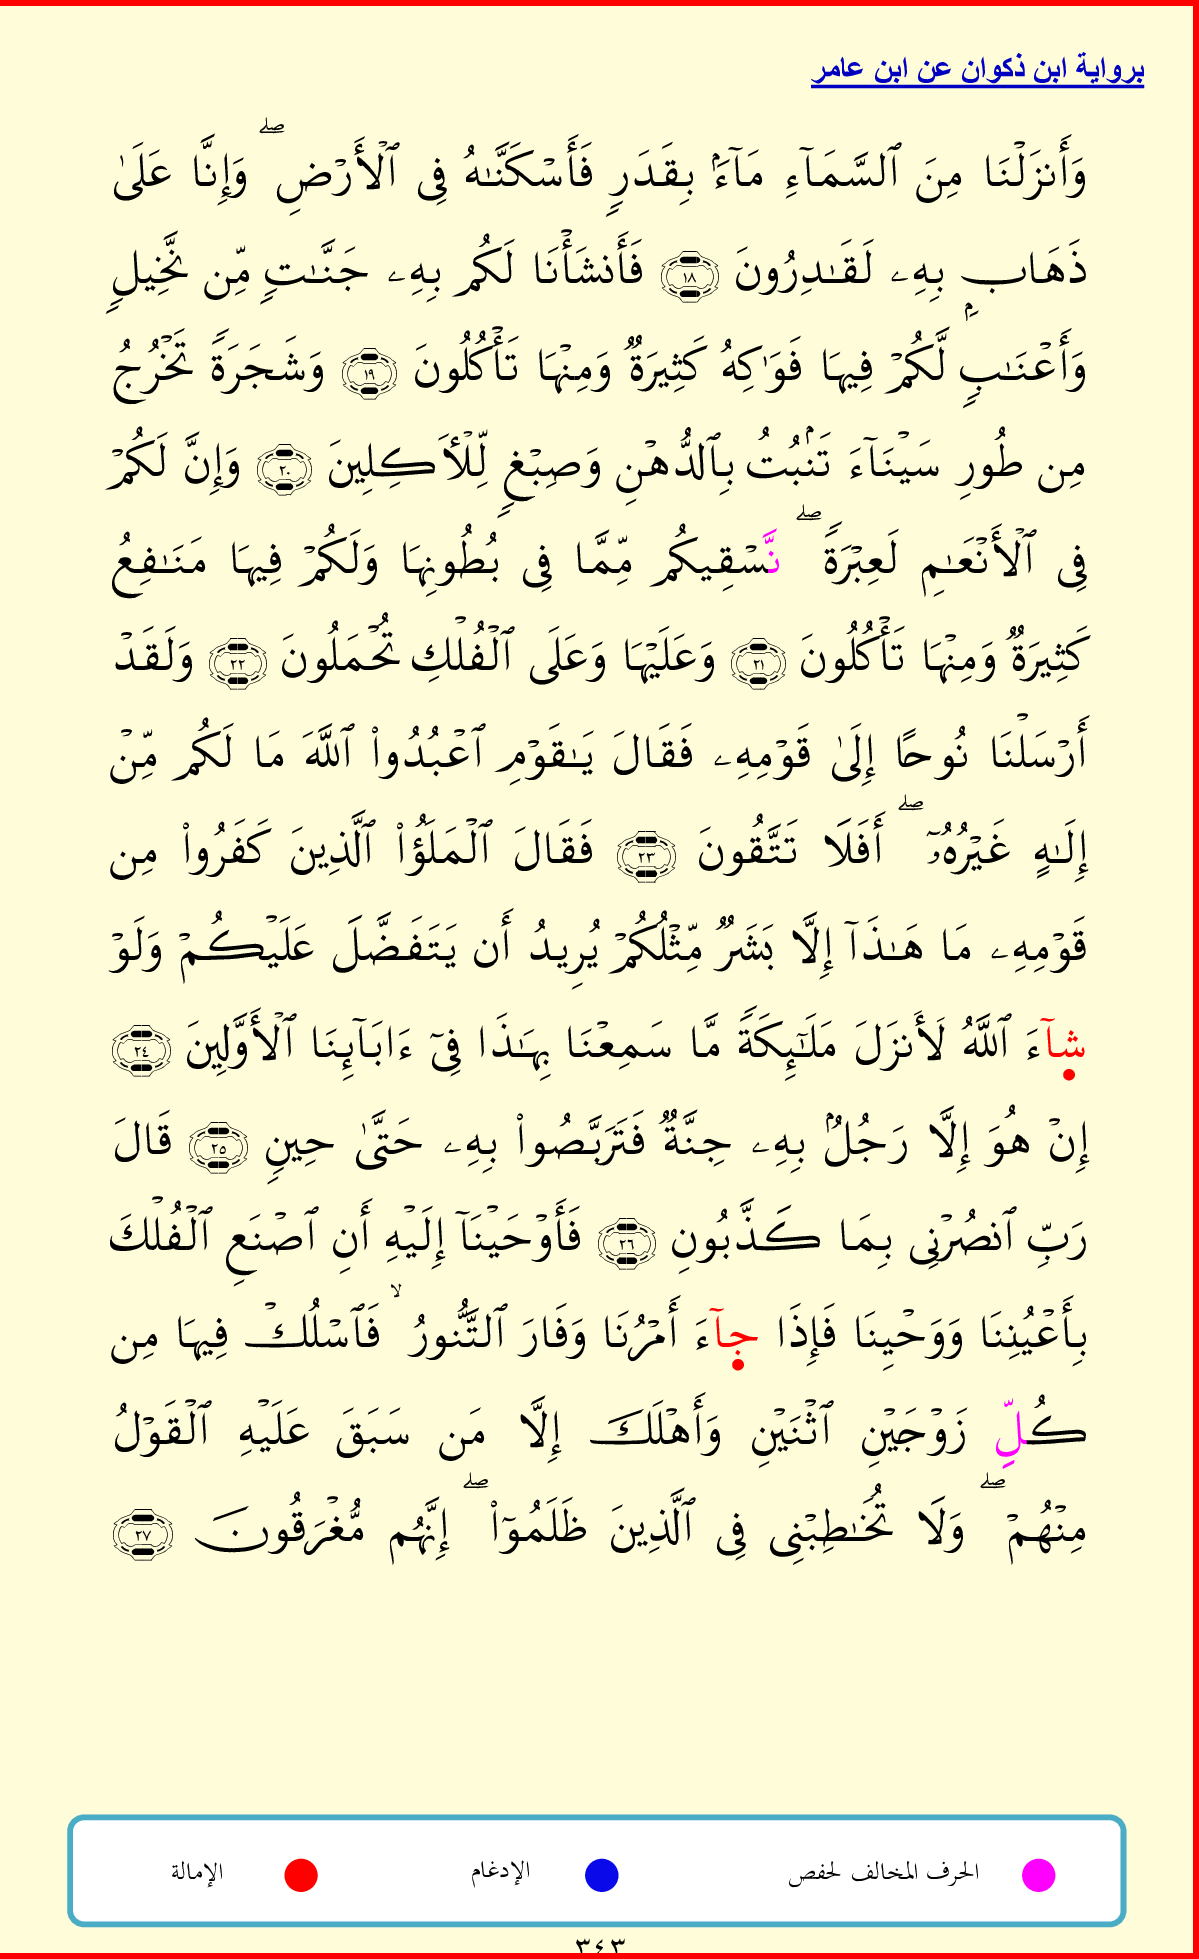 برواية ابن ذكوان عن ابن عامر
وَأَنزَلْنَا مِنَ ٱلسَّمَآءِ مَآءًۢ بِقَدَرٍ فَأَسْكَنَّـٰهُ فِى ٱلْأَرْضِ ۖ وَإِنَّا عَلَىٰ
ذَهَابٍۭ بِهِۦ لَقَـٰدِرُونَ ١٨ فَأَنشَأْنَا لَكُم بِهِۦ جَنَّـٰتٍ مِّن نَّخِيلٍ
وَأَعْنَـٰبٍ لَّكُمْ فِيهَا فَوَٰكِهُ كَثِيرَةٌ وَمِنْهَا تَأْكُلُونَ ١٩ وَشَجَرَةً تَخْرُجُ
مِن طُورِ سَيْنَآءَ تَنۢبُتُ بِٱلدُّهْنِ وَصِبْغٍ لِّلْأَكِلِينَ ٢٠ وَإِنَّ لَكُمْ
فِى ٱلْأَنْعَـٰمِ لَعِبْرَةً ۖ نَّسْقِيكُم مِّمَّا فِى بُطُونِهَا وَلَكُمْ فِيهَا مَنَـٰفِعُ
كَثِيرَةٌ وَمِنْهَا تَأْكُلُونَ ٢١ وَعَلَيْهَا وَعَلَى ٱلْفُلْكِ تُحْمَلُونَ ٢٢ وَلَقَدْ
أَرْسَلْنَا نُوحًا إِلَىٰ قَوْمِهِۦ فَقَالَ يَـٰقَوْمِ ٱعْبُدُوا۟ ٱللَّهَ مَا لَكُم مِّنْ
إِلَـٰهٍ غَيْرُهُۥٓ ۖ أَفَلَا تَتَّقُونَ ٢٣ فَقَالَ ٱلْمَلَؤُا۟ ٱلَّذِينَ كَفَرُوا۟ مِن
قَوْمِهِۦ مَا هَـٰذَآ إِلَّا بَشَرٌ مِّثْلُكُمْ يُرِيدُ أَن يَتَفَضَّلَ عَلَيْكُمْ وَلَوْ
شآءَ ٱللَّهُ لَأَنزَلَ مَلَـٰٓئِكَةً مَّا سَمِعْنَا بِهَـٰذَا فِىٓ ءَابَآئِنَا ٱلْأَوَّلِينَ ٢٤
إِنْ هُوَ إِلَّا رَجُلٌۢ بِهِۦ جِنَّةٌ فَتَرَبَّصُوا۟ بِهِۦ حَتَّىٰ حِينٍ ٢٥ قَالَ
رَبِّ ٱنصُرْنِى بِمَا كَذَّبُونِ ٢٦ فَأَوْحَيْنَآ إِلَيْهِ أَنِ ٱصْنَعِ ٱلْفُلْكَ
بِأَعْيُنِنَا وَوَحْيِنَا فَإِذَا جآءَ أَمْرُنَا وَفَارَ ٱلتَّنُّورُ ۙ فَٱسْلُكْ فِيهَا مِن
كُلِّ زَوْجَيْنِ ٱثْنَيْنِ وَأَهْلَكَ إِلَّا مَن سَبَقَ عَلَيْهِ ٱلْقَوْلُ
مِنْهُمْ ۖ وَلَا تُخَـٰطِبْنِى فِى ٱلَّذِينَ ظَلَمُوٓا۟ ۖ إِنَّهُم مُّغْرَقُونَ ٢٧
الحرف المخالف لحفص الإدغام الإمالة
٣٤٣